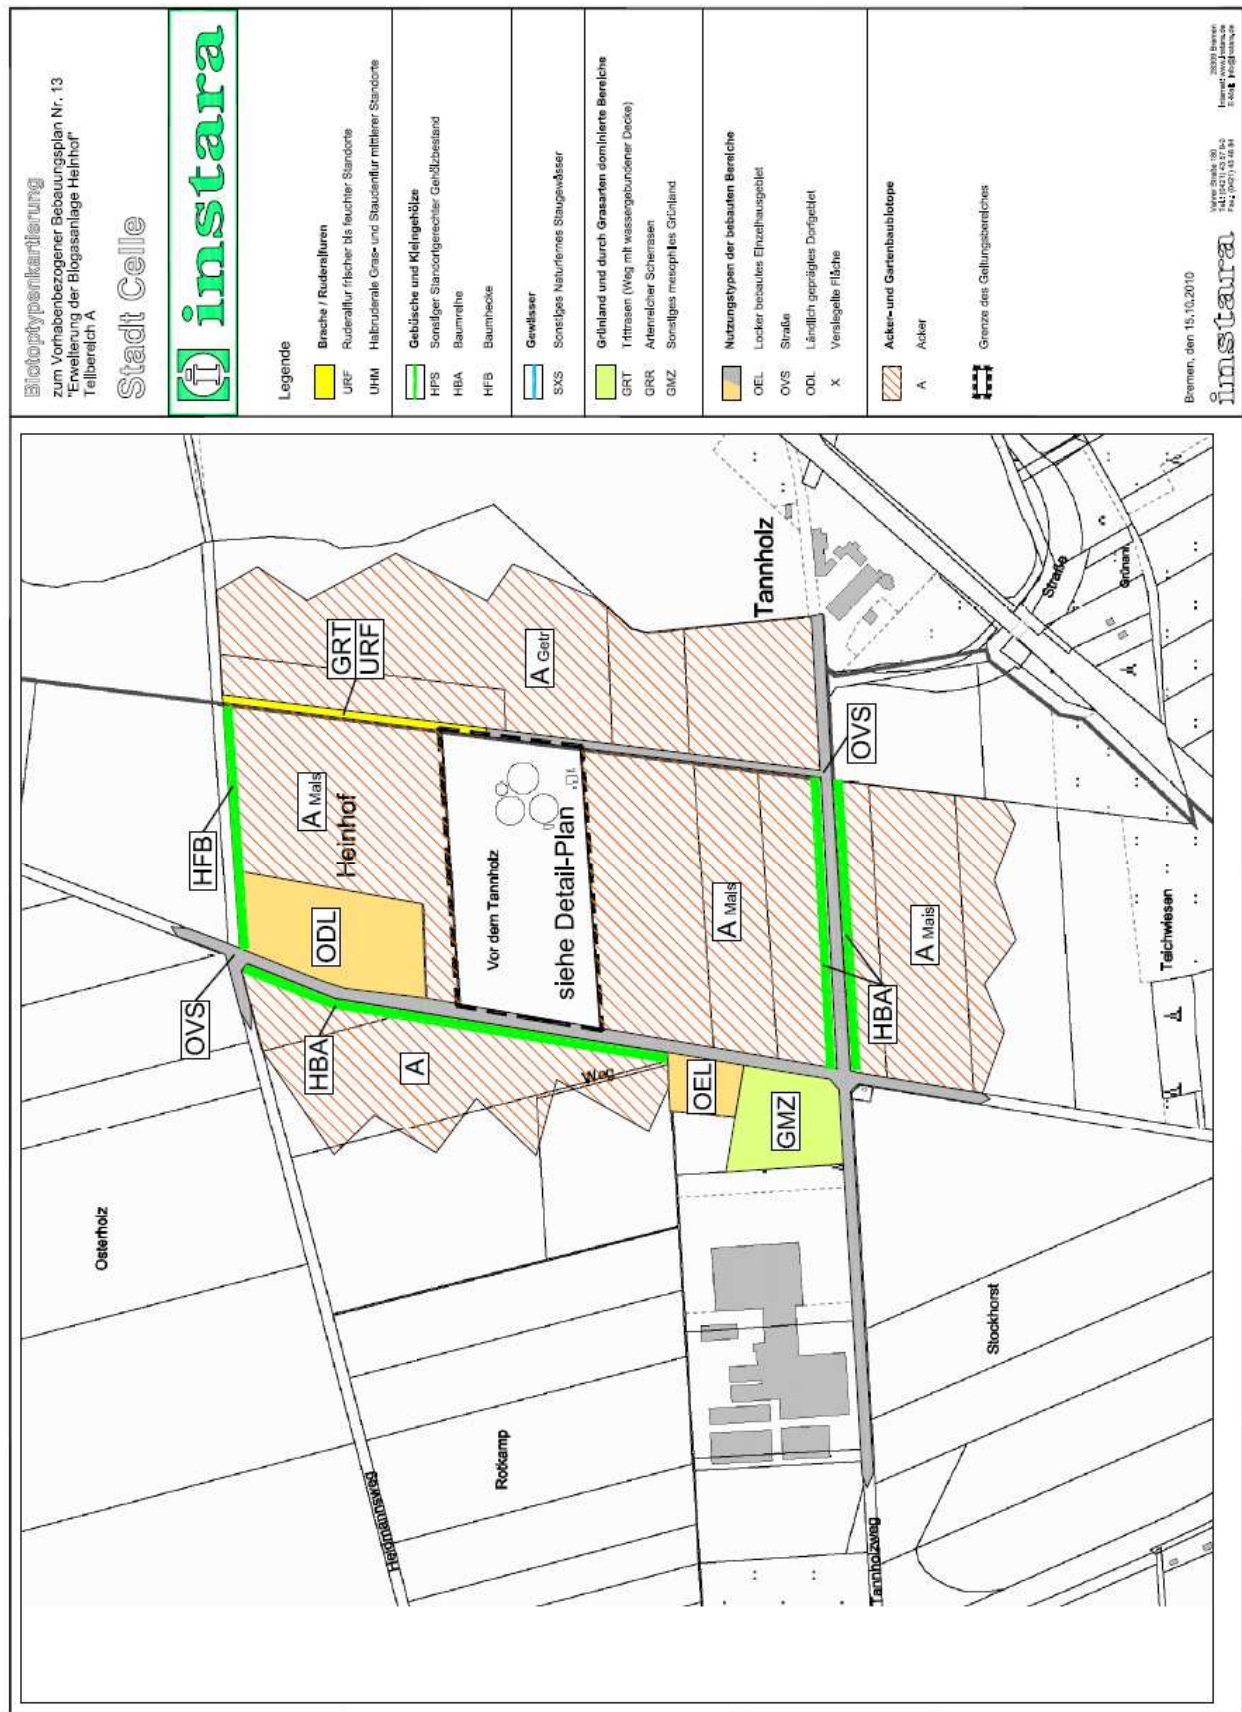 Biotoptypenkartierung
zum Vorhabenbezogener Bebauungsplan Nr. 13
"Erweiterung der Biogasanlage Heinhof"
Teilbereich A
Stadt Celle
instara
Legende
Brache / Ruderalfluren
URF Ruderalflur frischer bis feuchter Standorte
UHM Halbruderale Gras- und Staudenflur mittlerer Standorte
Gebüsche und Kleingehölze
HPS Sonstiger Standortgerechter Gehölzbestand
HBA Baumreihe
HFB Baumhecke
Gewässer
SXS Sonstiges Naturfernes Staugewässer
Grünland und durch Grasarten dominierte Bereiche
GRT Trittrasen (Weg mit wassergebundener Decke)
GRR Artenreicher Scherrasen
GMZ Sonstiges mesophiles Grünland
Nutzungstypen der bebauten Bereiche
OEL Locker bebautes Einzelhausgebiet
OVS Straße
ODL Ländlich geprägtes Dorfgebiet
X Versiegelte Fläche
Acker- und Gartenbaubiotope
A Acker
Grenze des Geltungsbereiches
Bremen, den 15.10.2010
instara
Vahrer Straße 180
28309 Bremen
Osterholz
OVS
HFB
HBA
ODL
A Mais
Heinhof
GRT
URF
A
Weg
Vor dem Tannholz
siehe Detail-Plan
A Getr
Heidmannsweg
Rotkamp
OEL
GMZ
A Mais
Tannholz
OVS
HBA
A Mais
Tannholzweg
Stockhorst
Teichwiesen
Straße
Grünanl